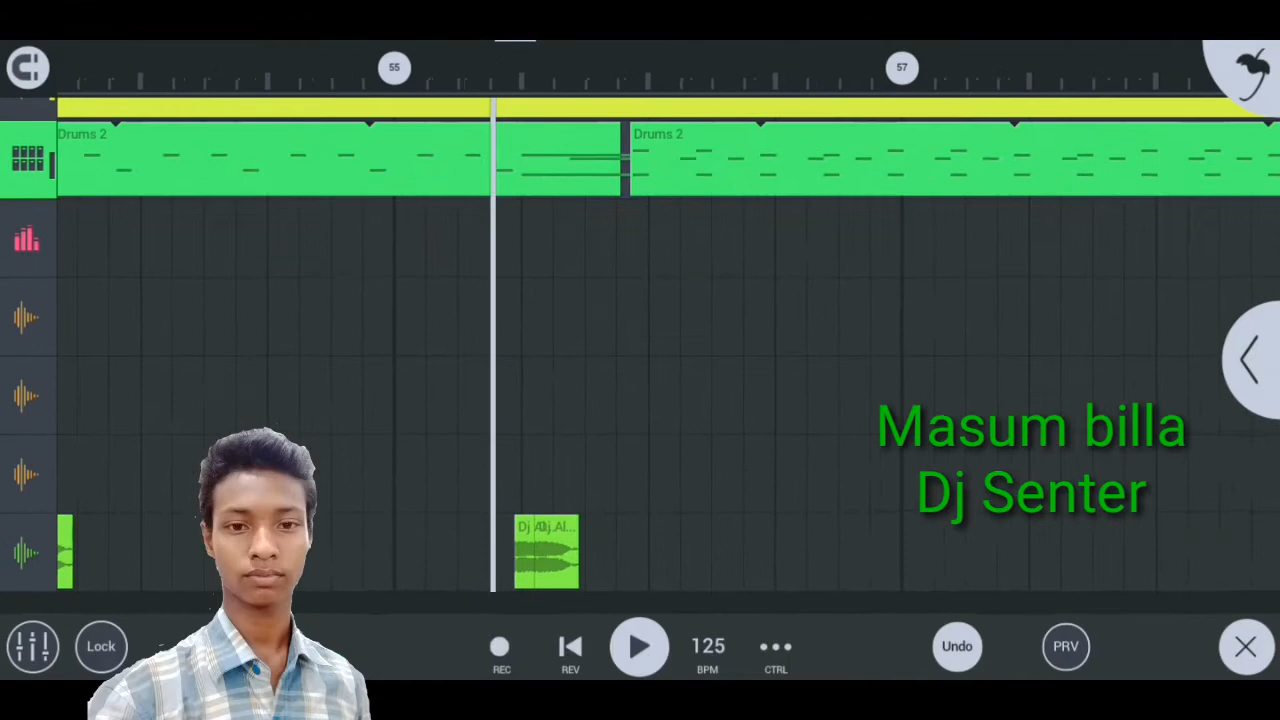 55
57
Drums 2
Drums 2
Masum billa
Dj Senter
Lock
REC
REV
125
BPM
CTRL
Undo
PRV